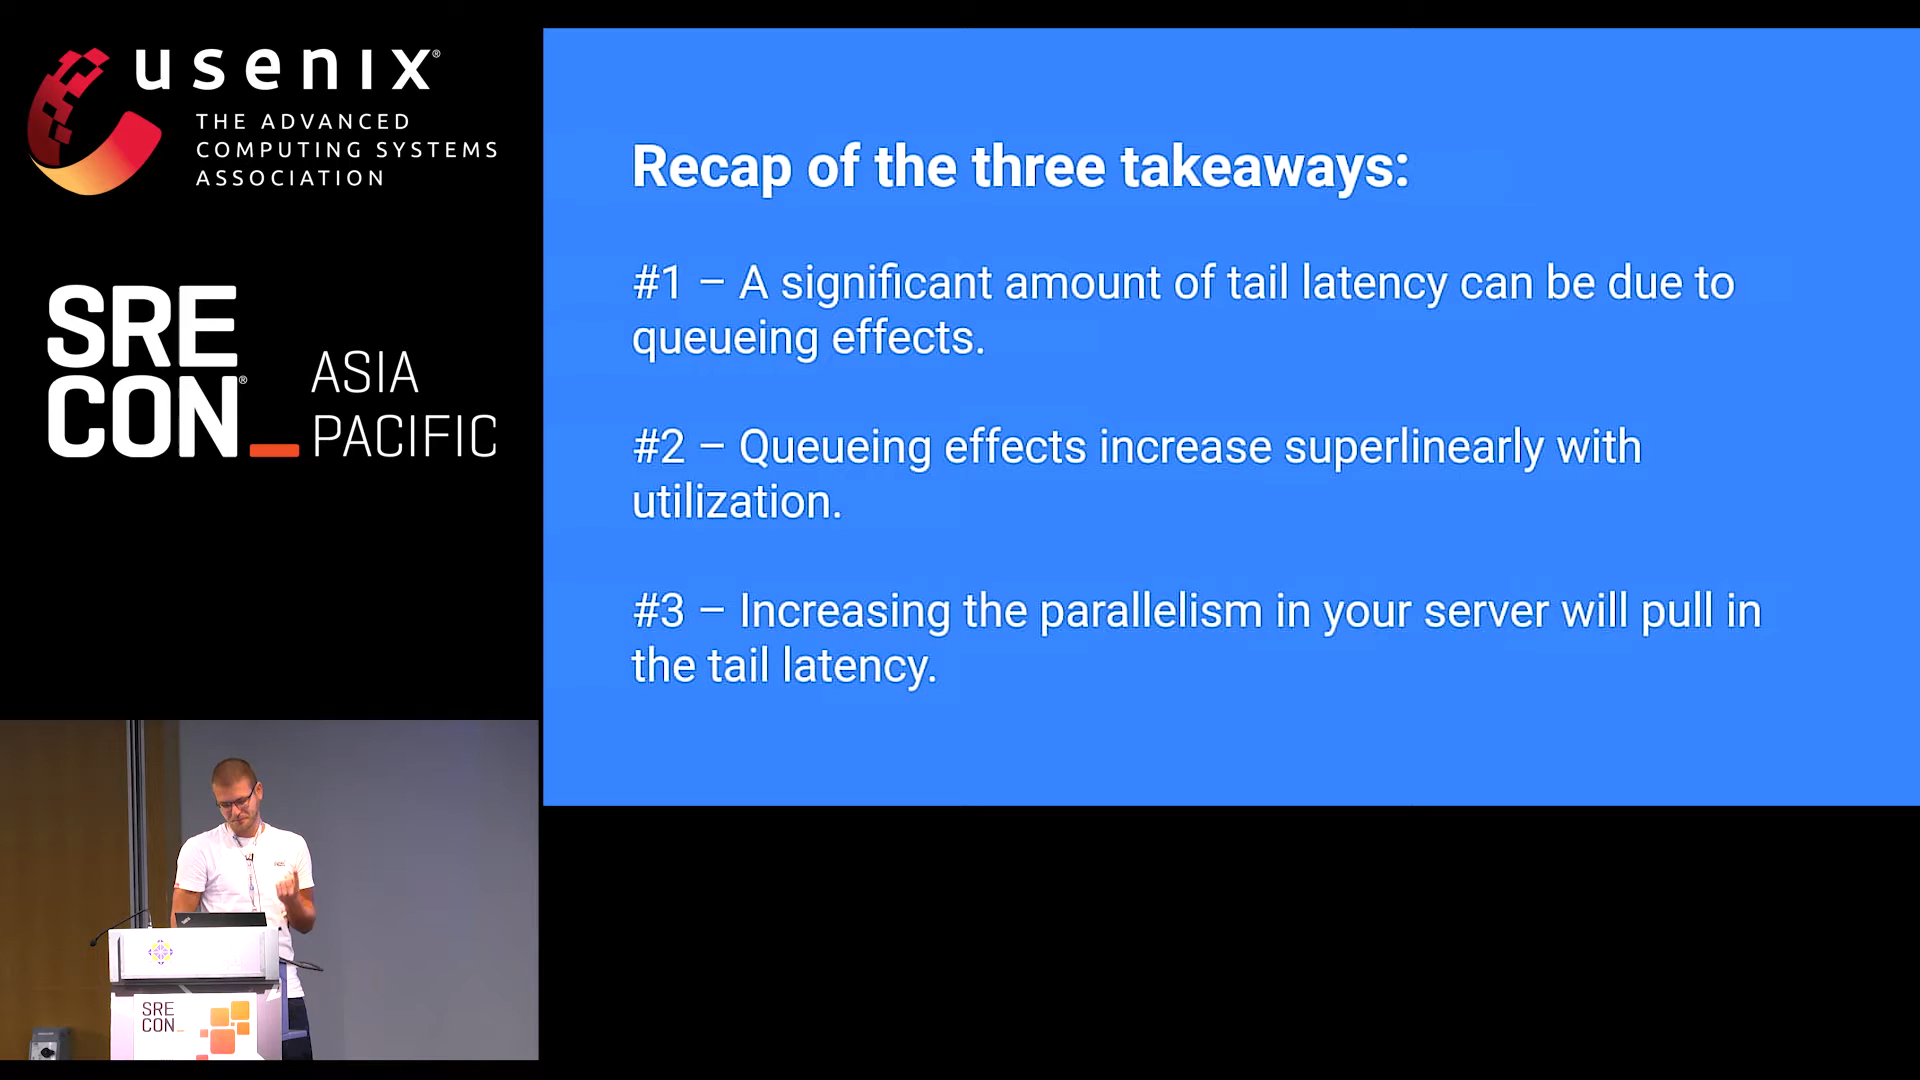 usenix®
THE ADVANCED
COMPUTING SYSTEMS
ASSOCIATION
SRE
CON®_
ASIA
PACIFIC
Recap of the three takeaways:
#1 – A significant amount of tail latency can be due to
queueing effects.
#2 – Queueing effects increase superlinearly with
utilization.
#3 – Increasing the parallelism in your server will pull in
the tail latency.
SRE
CON_